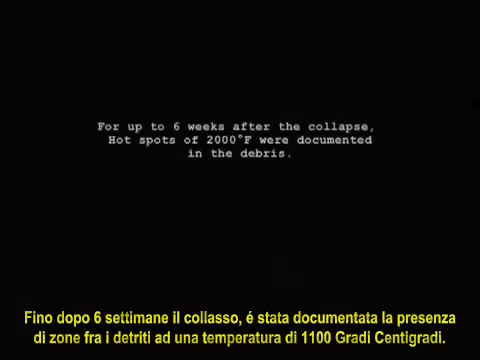 For up to 6 weeks after the collapse,
Hot spots of 2000°F were documented
in the debris.
Fino dopo 6 settimane il collasso, é stata documentata la presenza
di zone fra i detriti ad una temperatura di 1100 Gradi Centigradi.